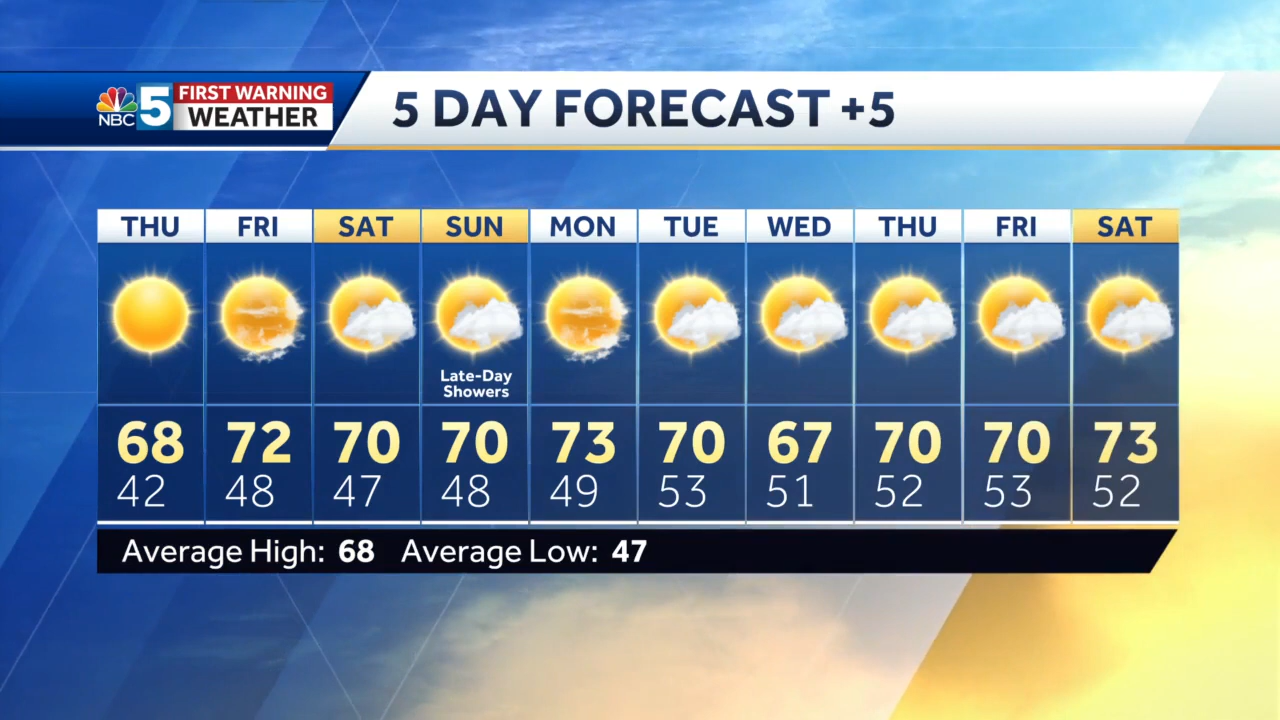 NBC 5 FIRST WARNING
WEATHER
5 DAY FORECAST +5
THU FRI SAT SUN MON TUE WED THU FRI SAT
Late-Day
Showers
68 72 70 70 73 70 67 70 70 73
42 48 47 48 49 53 51 52 53 52
Average High: 68 Average Low: 47